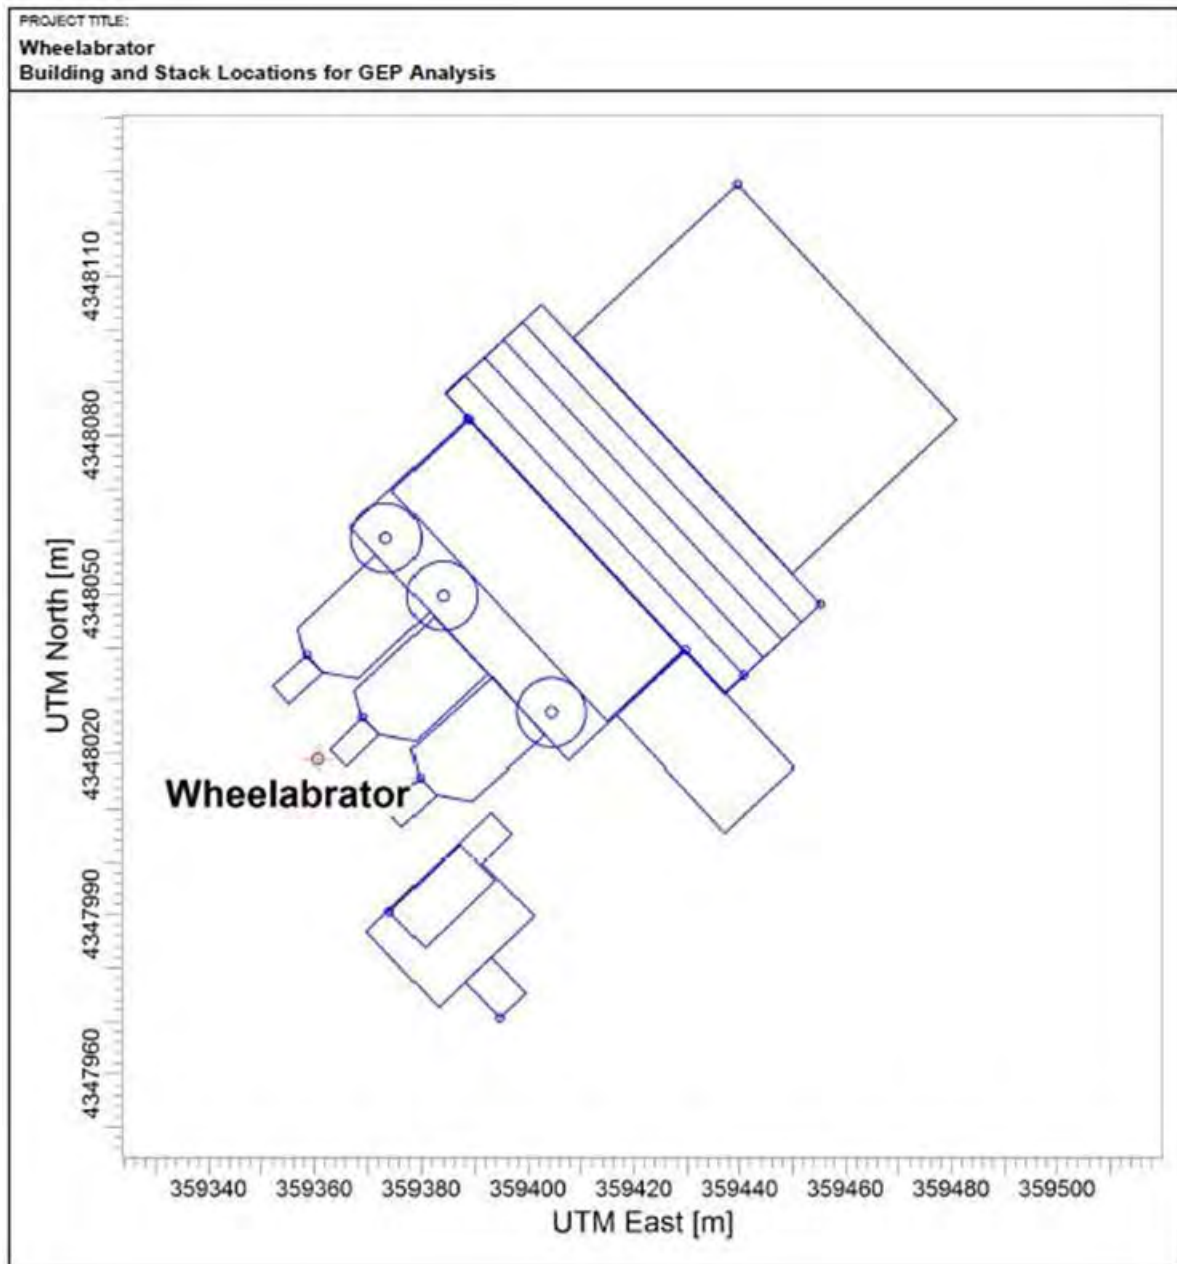 PROJECT TITLE:
Wheelabrator
Building and Stack Locations for GEP Analysis
UTM North [m]
4348110
4348080
4348050
4348020
4347990
4347960
Wheelabrator
359340 359360 359380 359400 359420 359440 359460 359480 359500
UTM East [m]